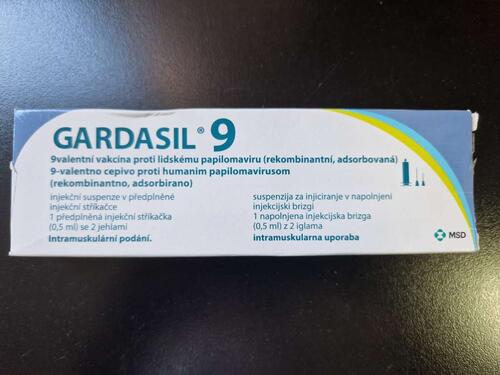 GARDASIL® 9
9valentní vakcína proti lidskému papilomaviru (rekombinantní, adsorbovaná)
9-valentno cepivo proti humanim papilomavirusom
(rekombinantno, adsorbirano)
injekční suspenze v předplněné
injekční stříkačce
1 předplněná injekční stříkačka
(0,5 ml) se 2 jehlami
Intramuskulární podání.
suspenzija za injiciranje v napolnjeni
injekcijski brizgi
1 napolnjena injekcijska brizga
(0,5 ml) z 2 iglama
intramuskularna uporaba
MSD